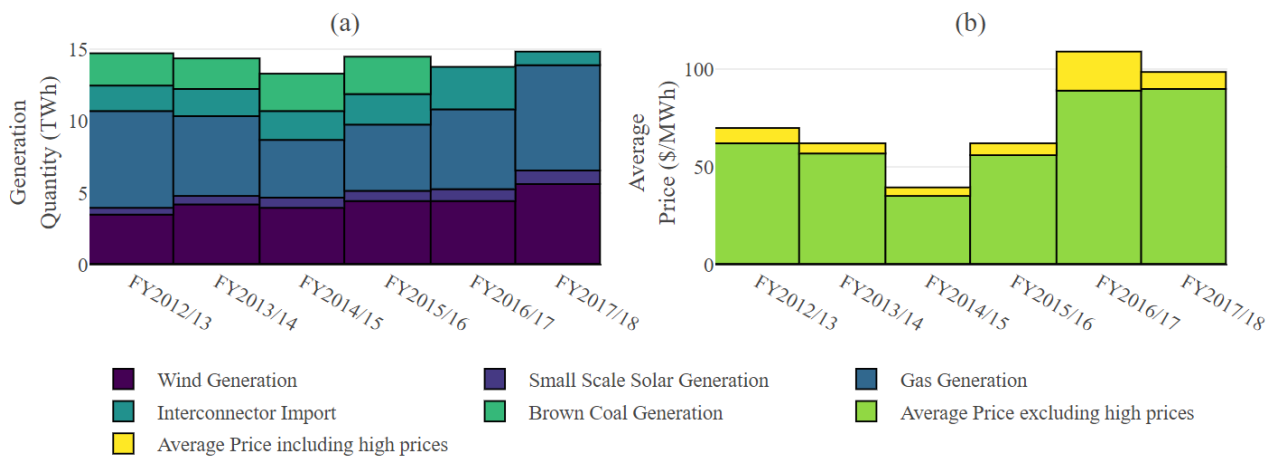 (a)
(b)
Generation
Quantity (TWh)
15
10
5
0
FY2012/13
FY2013/14
FY2014/15
FY2015/16
FY2016/17
FY2017/18
Average
Price ($/MWh)
100
50
0
FY2012/13
FY2013/14
FY2014/15
FY2015/16
FY2016/17
FY2017/18
Wind Generation
Small Scale Solar Generation
Gas Generation
Interconnector Import
Brown Coal Generation
Average Price excluding high prices
Average Price including high prices